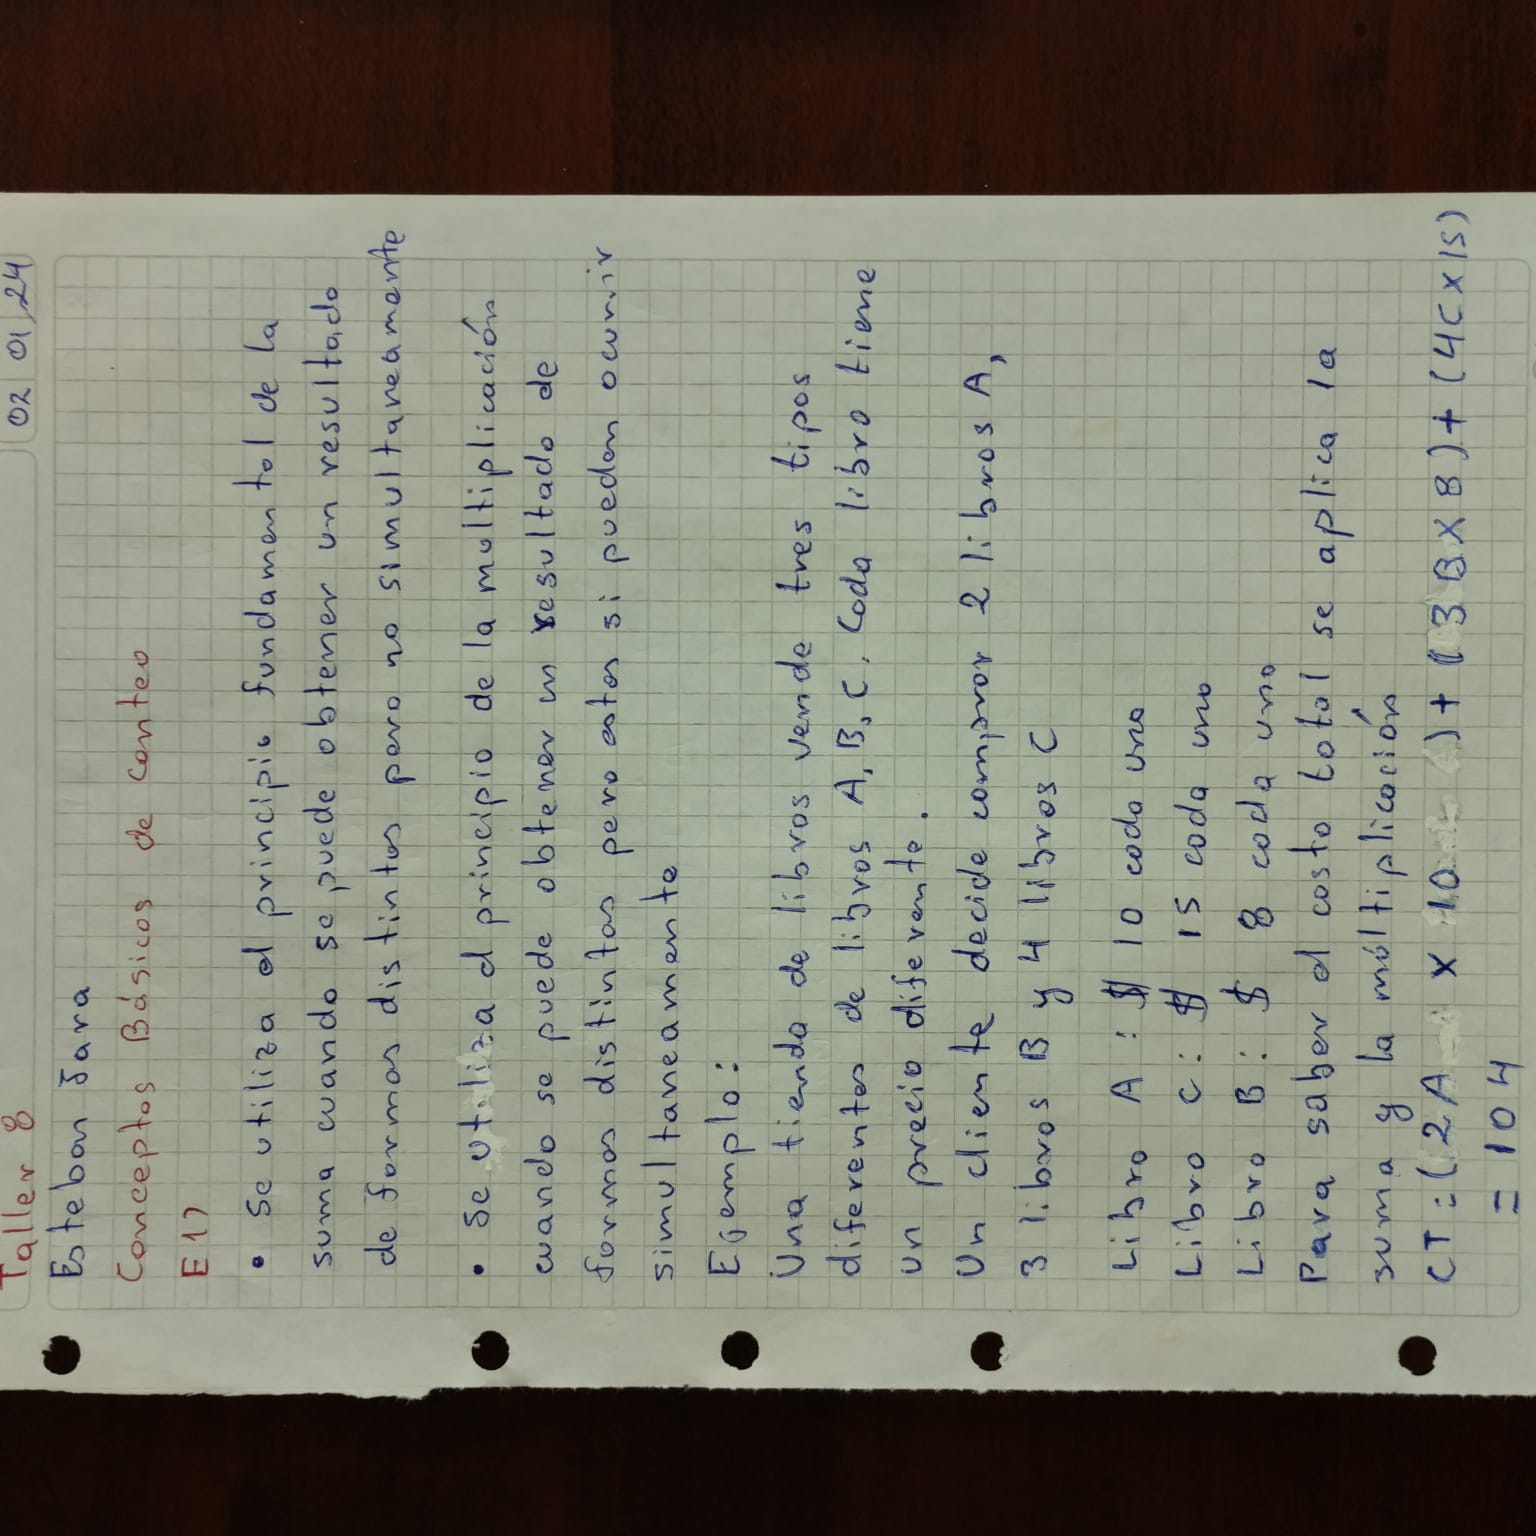 Taller 8
02 01 24
Esteban Jara
Conceptos Básicos de conteo
E1)
• Se utiliza el principio fundamental de la
suma cuando se puede obtener un resultado
de formas distintas pero no simultaneamente
• Se utiliza el principio de la multiplicación
cuando se puede obtener un resultado de
formas distintas pero estas si puedan ocurrir
simultaneamente
Ejemplo:
Una tienda de libros vende tres tipos
diferentes de libros A, B, C. Cada libro tiene
un precio diferente.
Un cliente decide comprar 2 libros A,
3 libros B y 4 libros C
Libro A: $ 10 cada uno
Libro C: $ 15 cada uno
Libro B: $ 8 cada uno
Para saber el costo total se aplica la
suma y la múltiplicación
CT = (2A x 10) + (3B x 8) + (4C x 15)
= 104